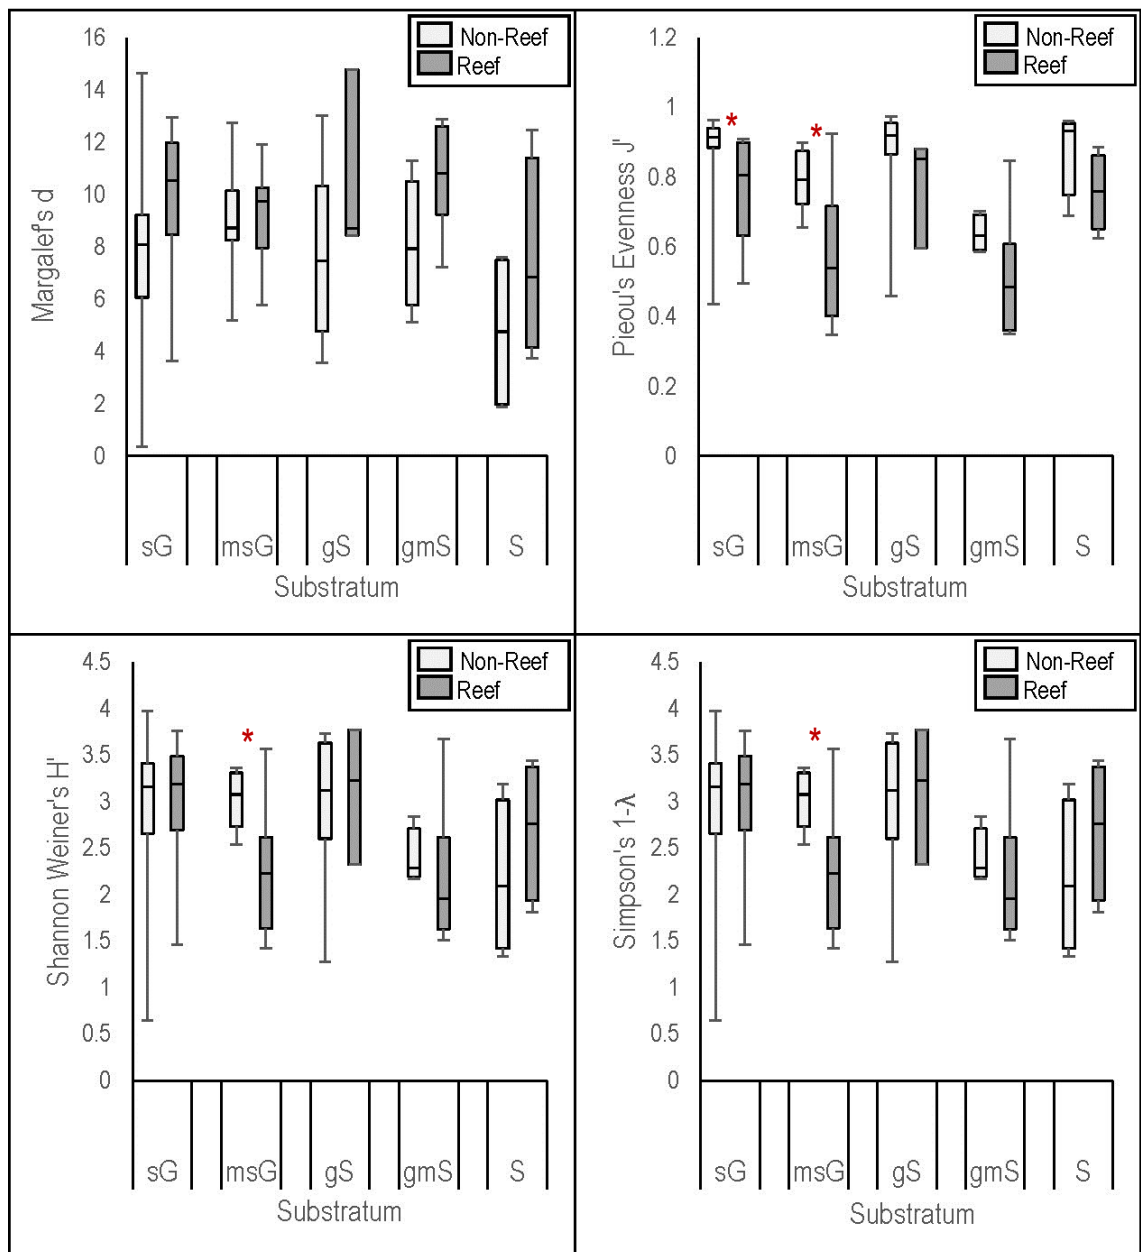 16
14
12
10
8
6
4
2
0
Margalef's d
Non-Reef
Reef
sG msG gS gmS S
Substratum
1.2
1
0.8
0.6
0.4
0.2
0
Pieou's Evenness J'
Non-Reef
Reef
* *
sG msG gS gmS S
Substratum
4.5
4
3.5
3
2.5
2
1.5
1
0.5
0
Shannon Weiner's H'
Non-Reef
Reef
*
sG msG gS gmS S
Substratum
4.5
4
3.5
3
2.5
2
1.5
1
0.5
0
Simpson's 1-λ
Non-Reef
Reef
*
sG msG gS gmS S
Substratum